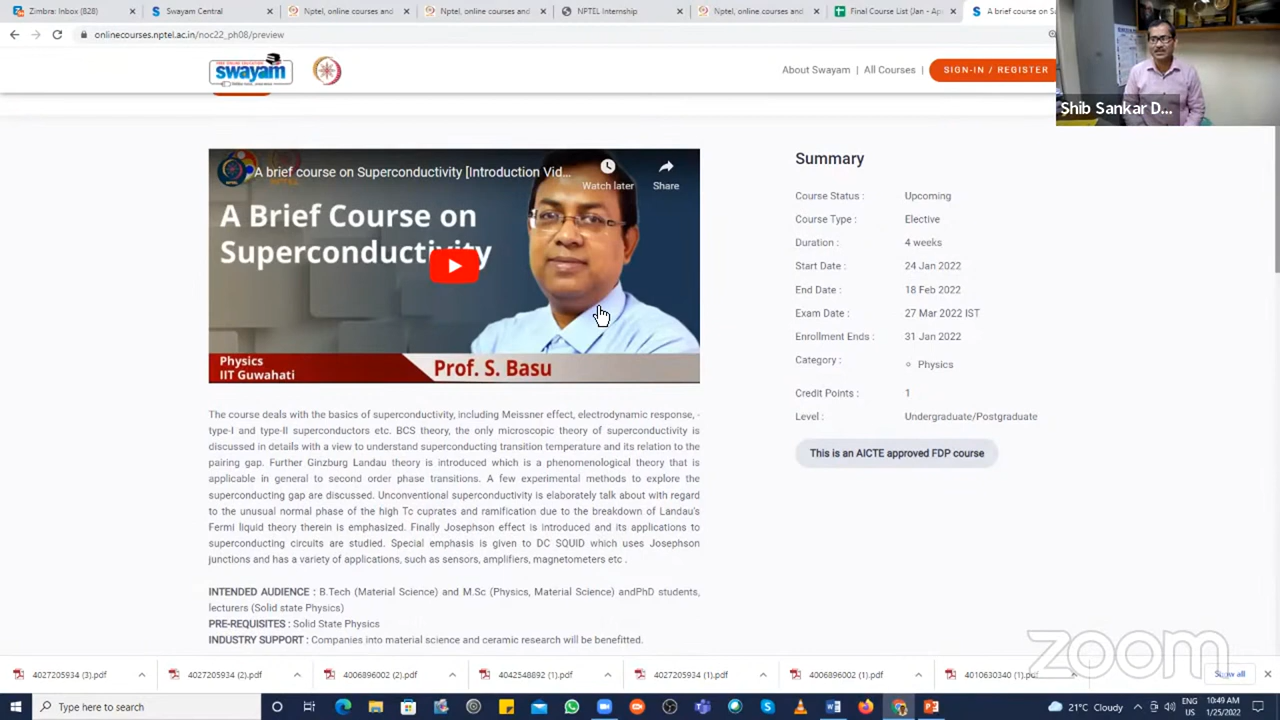 Zimbra: Inbox (828)
Swayam Central
Nptel, online courses and
Nptel, online courses and
NPTEL Internship
Nptel, online courses and
Final Course List (Jan - Ap
A brief course on S
onlinecourses.nptel.ac.in/noc22_ph08/preview
swayam
About Swayam | All Courses |
SIGN-IN / REGISTER
Shib Sankar D...
A brief course on Superconductivity [Introduction Vid...
Watch later
Share
A Brief Course on
Superconductivity
Physics
IIT Guwahati
Prof. S. Basu
Summary
Course Status : Upcoming
Course Type : Elective
Duration : 4 weeks
Start Date : 24 Jan 2022
End Date : 18 Feb 2022
Exam Date : 27 Mar 2022 IST
Enrollment Ends : 31 Jan 2022
Category : Physics
Credit Points : 1
Level : Undergraduate/Postgraduate
This is an AICTE approved FDP course
The course deals with the basics of superconductivity, including Meissner effect, electrodynamic response, -
type-I and type-II superconductors etc. BCS theory, the only microscopic theory of superconductivity is
discussed in details with a view to understand superconducting transition temperature and its relation to the
pairing gap. Further Ginzburg Landau theory is introduced which is a phenomenological theory that is
applicable in general to second order phase transitions. A few experimental methods to explore the
superconducting gap are discussed. Unconventional superconductivity is elaborately talk about with regard
to the unusual normal phase of the high Tc cuprates and ramification due to the breakdown of Landau's
Fermi liquid theory therein is emphasized. Finally Josephson effect is introduced and its applications to
superconducting circuits are studied. Special emphasis is given to DC SQUID which uses Josephson
junctions and has a variety of applications, such as sensors, amplifiers, magnetometers etc .
INTENDED AUDIENCE : B.Tech (Material Science) and M.Sc (Physics, Material Science) andPhD students,
lecturers (Solid state Physics)
PRE-REQUISITES : Solid State Physics
INDUSTRY SUPPORT : Companies into material science and ceramic research will be benefitted.
zoom
4027205934 (3).pdf
4027205934 (2).pdf
4006896002 (2).pdf
4042548892 (1).pdf
4027205934 (1).pdf
4006896002 (1).pdf
4010630340 (1).pdf
Show all
Type here to search
21°C Cloudy
ENG
US
10:49 AM
1/25/2022